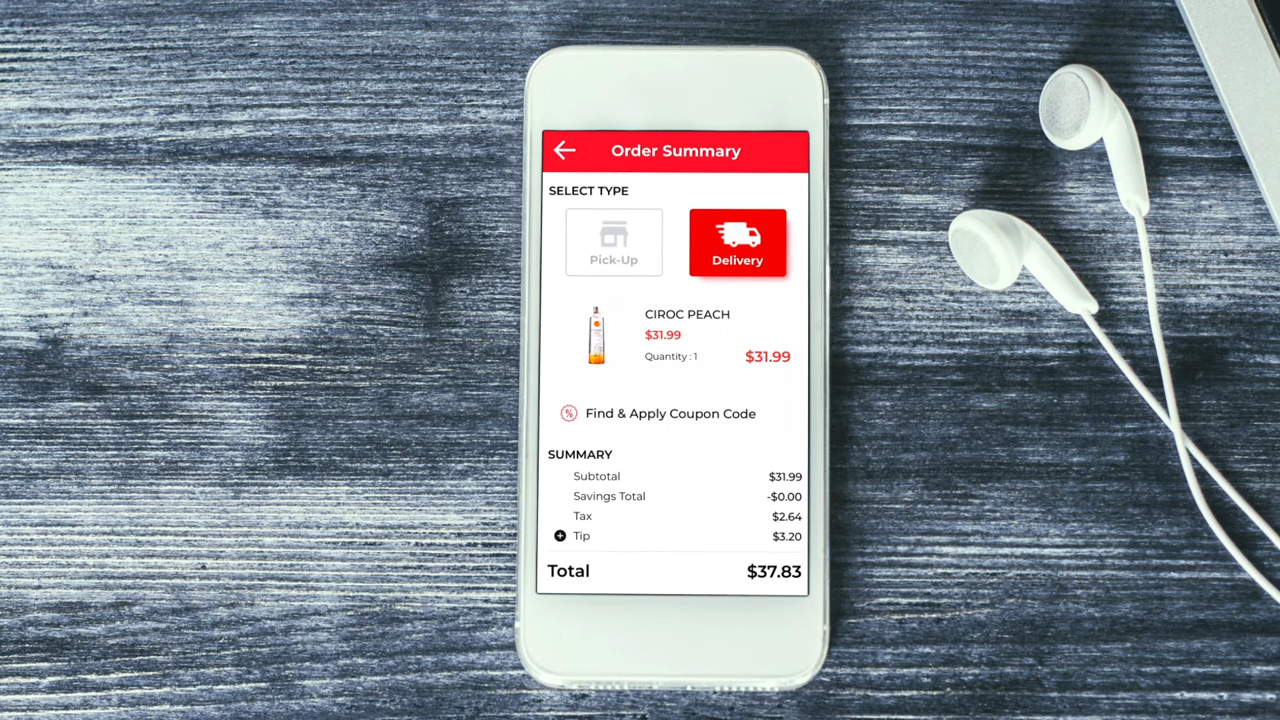 Order Summary
SELECT TYPE
Pick-Up
Delivery
CIROC PEACH
$31.99
Quantity : 1 $31.99
Find & Apply Coupon Code
SUMMARY
Subtotal $31.99
Savings Total -$0.00
Tax $2.64
Tip $3.20
Total $37.83